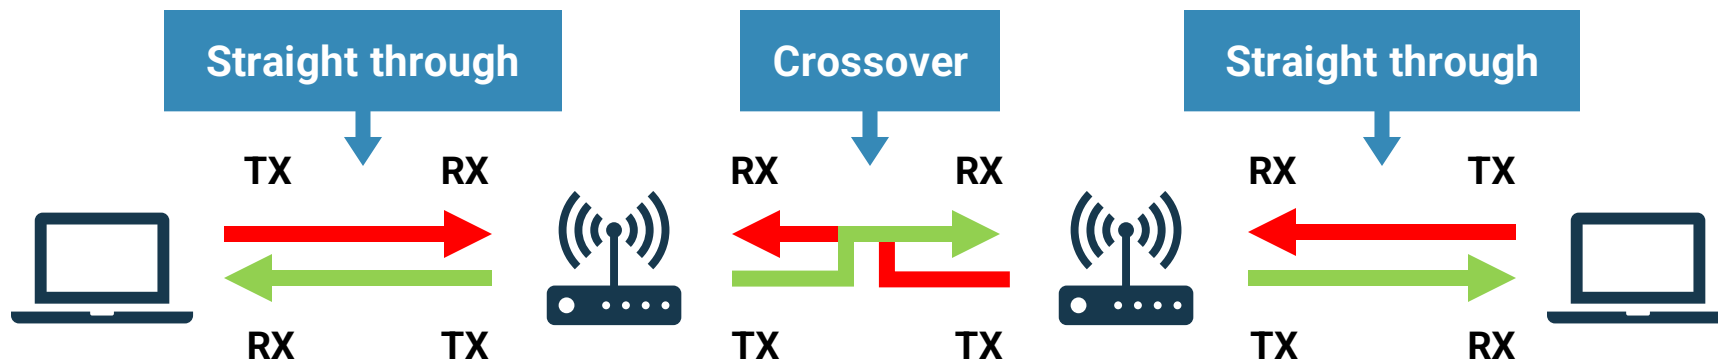 Straight through
Crossover
Straight through
TX RX RX RX RX TX
RX TX TX TX TX RX